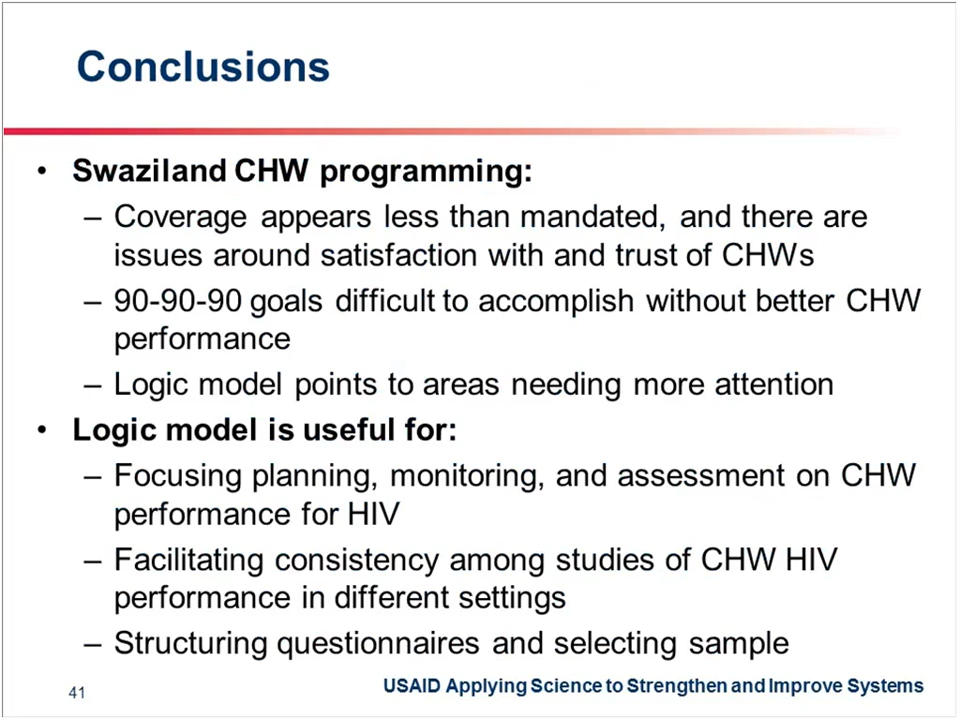 Conclusions
• Swaziland CHW programming:
– Coverage appears less than mandated, and there are
issues around satisfaction with and trust of CHWs
– 90-90-90 goals difficult to accomplish without better CHW
performance
– Logic model points to areas needing more attention
• Logic model is useful for:
– Focusing planning, monitoring, and assessment on CHW
performance for HIV
– Facilitating consistency among studies of CHW HIV
performance in different settings
– Structuring questionnaires and selecting sample
41
USAID Applying Science to Strengthen and Improve Systems